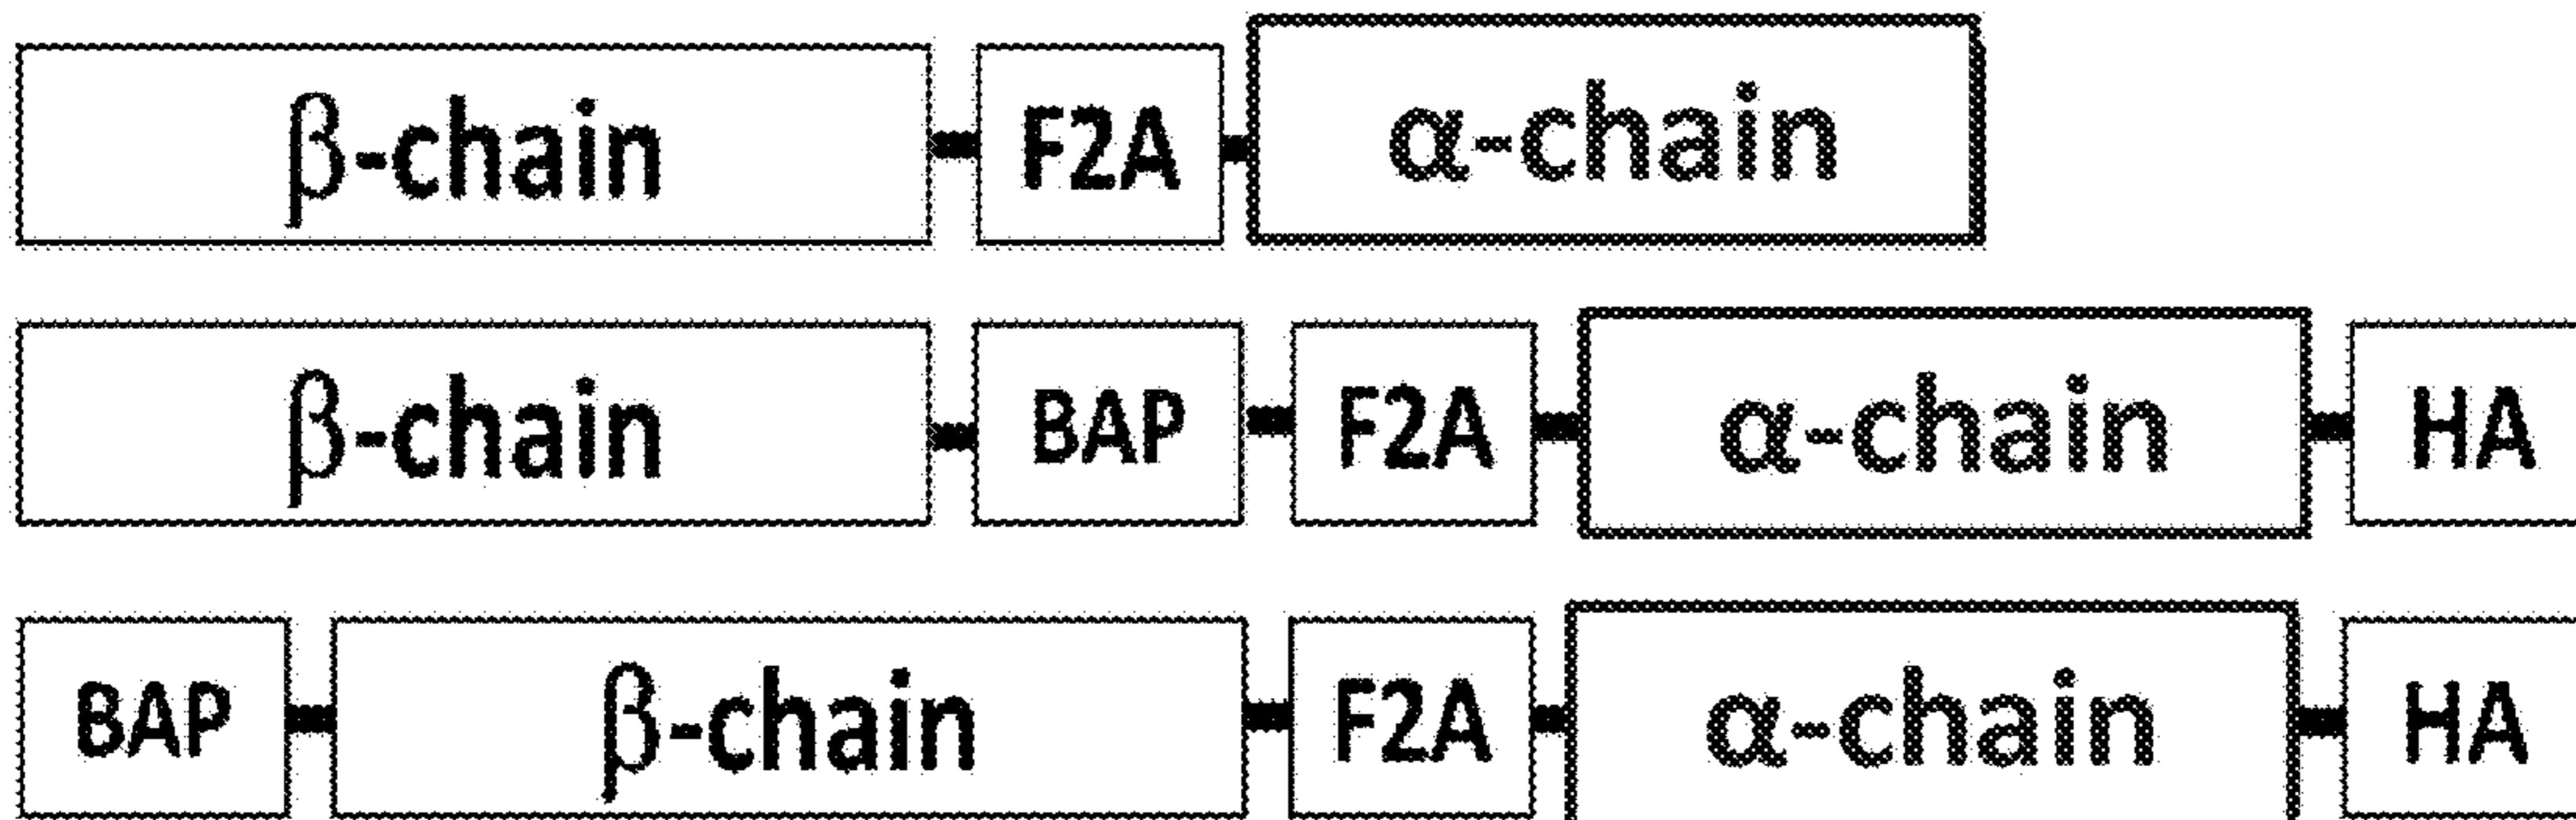 β-chain F2A α-chain
β-chain BAP F2A α-chain HA
BAP β-chain F2A α-chain HA